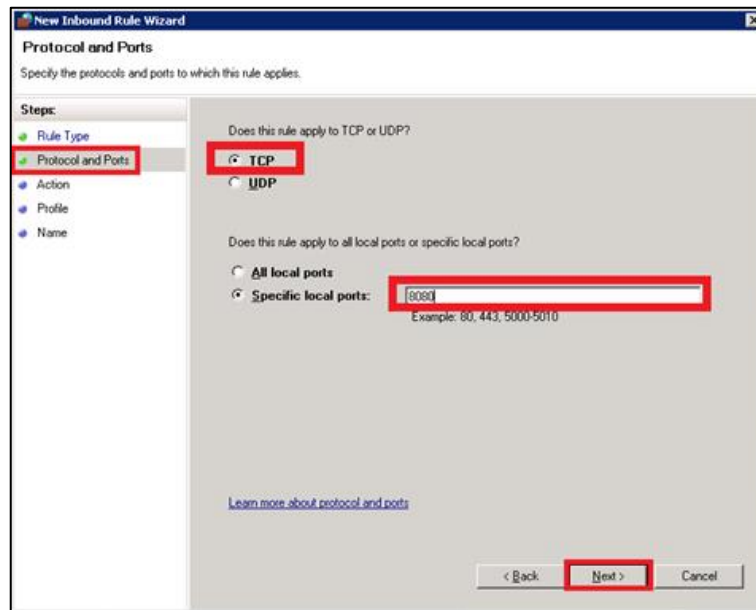 New Inbound Rule Wizard
Protocol and Ports
Specify the protocols and ports to which this rule applies.
Steps:
Rule Type
Protocol and Ports
Action
Profile
Name
Does this rule apply to TCP or UDP?
TCP
UDP
Does this rule apply to all local ports or specific local ports?
All local ports
Specific local ports:
8080
Example: 80, 443, 5000-5010
Learn more about protocol and ports
< Back
Next >
Cancel